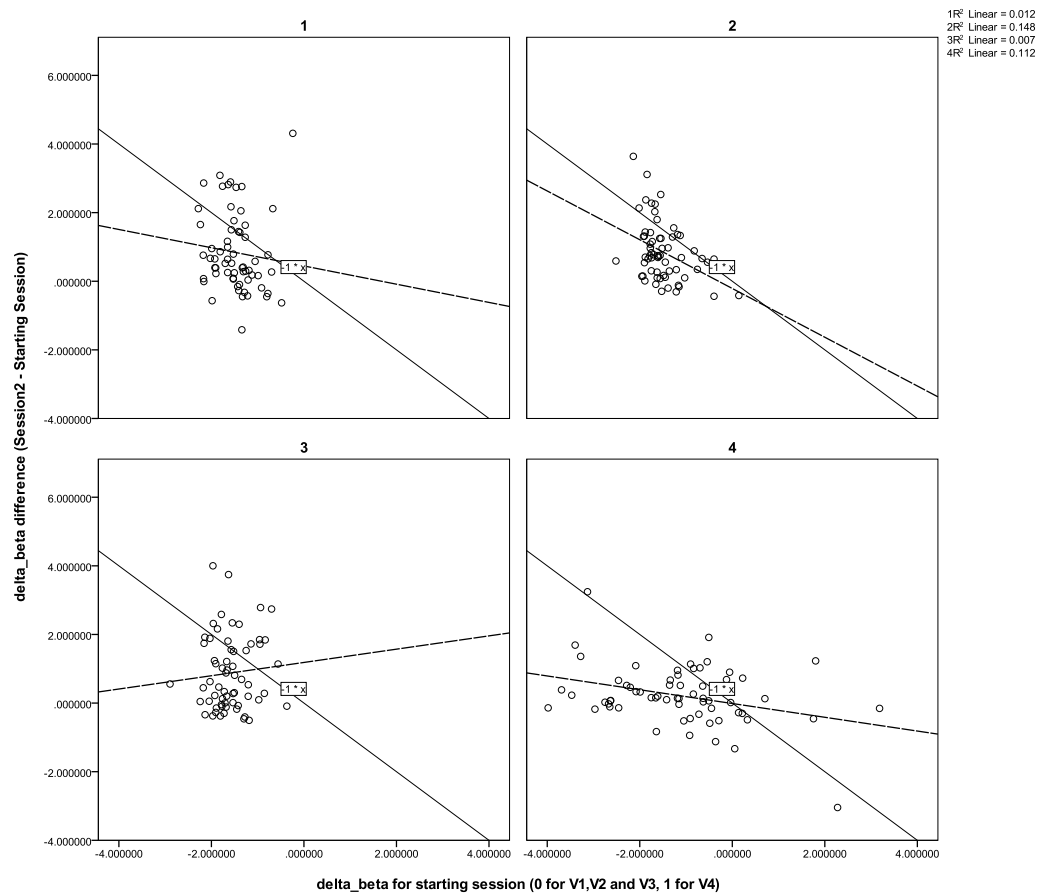 1R² Linear = 0.012
2R² Linear = 0.148
3R² Linear = 0.007
4R² Linear = 0.112
1
2
6.000000
4.000000
2.000000
.000000
-2.000000
-4.000000
-1 * x
-1 * x
delta_beta difference (Session2 - Starting Session)
3
4
6.000000
4.000000
2.000000
.000000
-2.000000
-4.000000
-1 * x
-1 * x
-4.000000 -2.000000 .000000 2.000000 4.000000
-4.000000 -2.000000 .000000 2.000000 4.000000
delta_beta for starting session (0 for V1,V2 and V3, 1 for V4)